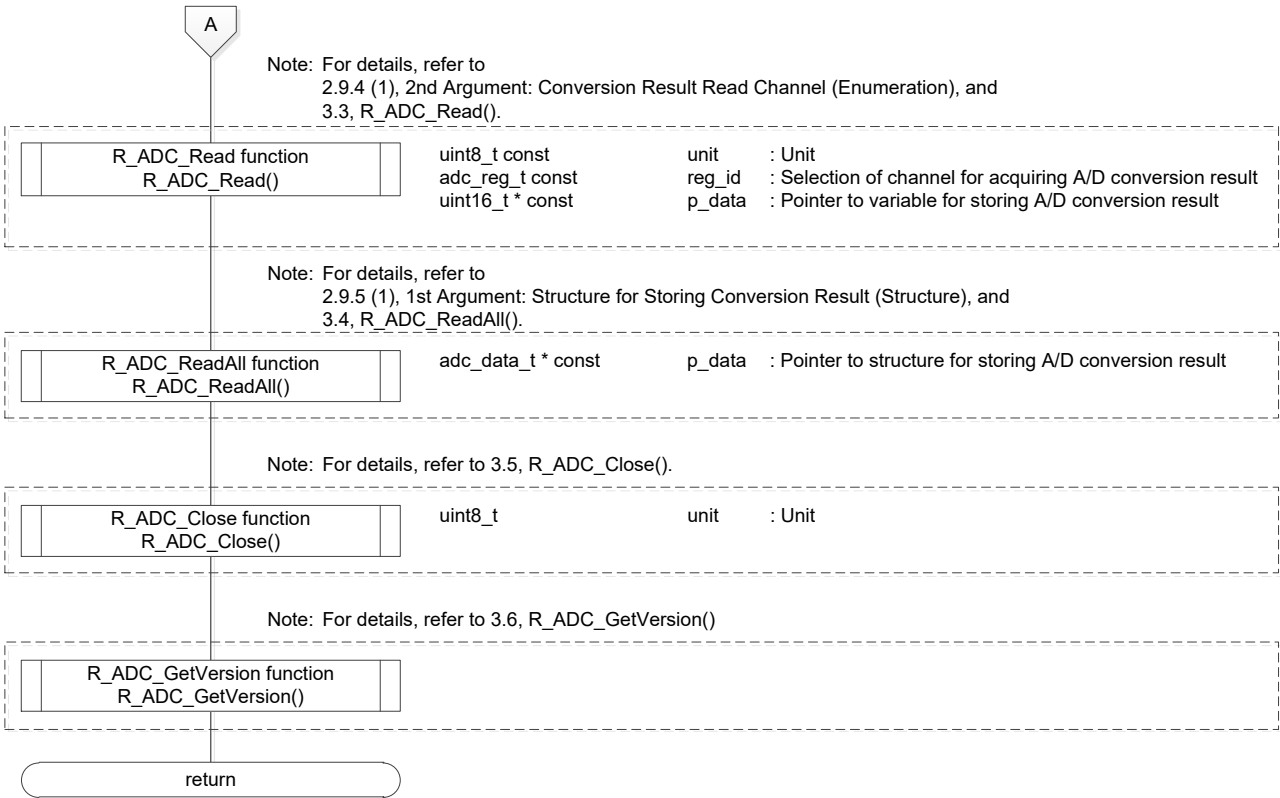 A
Note: For details, refer to
2.9.4 (1), 2nd Argument: Conversion Result Read Channel (Enumeration), and
3.3, R_ADC_Read().
R_ADC_Read function
R_ADC_Read()
uint8_t const unit : Unit
adc_reg_t const reg_id : Selection of channel for acquiring A/D conversion result
uint16_t * const p_data : Pointer to variable for storing A/D conversion result
Note: For details, refer to
2.9.5 (1), 1st Argument: Structure for Storing Conversion Result (Structure), and
3.4, R_ADC_ReadAll().
R_ADC_ReadAll function
R_ADC_ReadAll()
adc_data_t * const p_data : Pointer to structure for storing A/D conversion result
Note: For details, refer to 3.5, R_ADC_Close().
R_ADC_Close function
R_ADC_Close()
uint8_t unit : Unit
Note: For details, refer to 3.6, R_ADC_GetVersion()
R_ADC_GetVersion function
R_ADC_GetVersion()
return